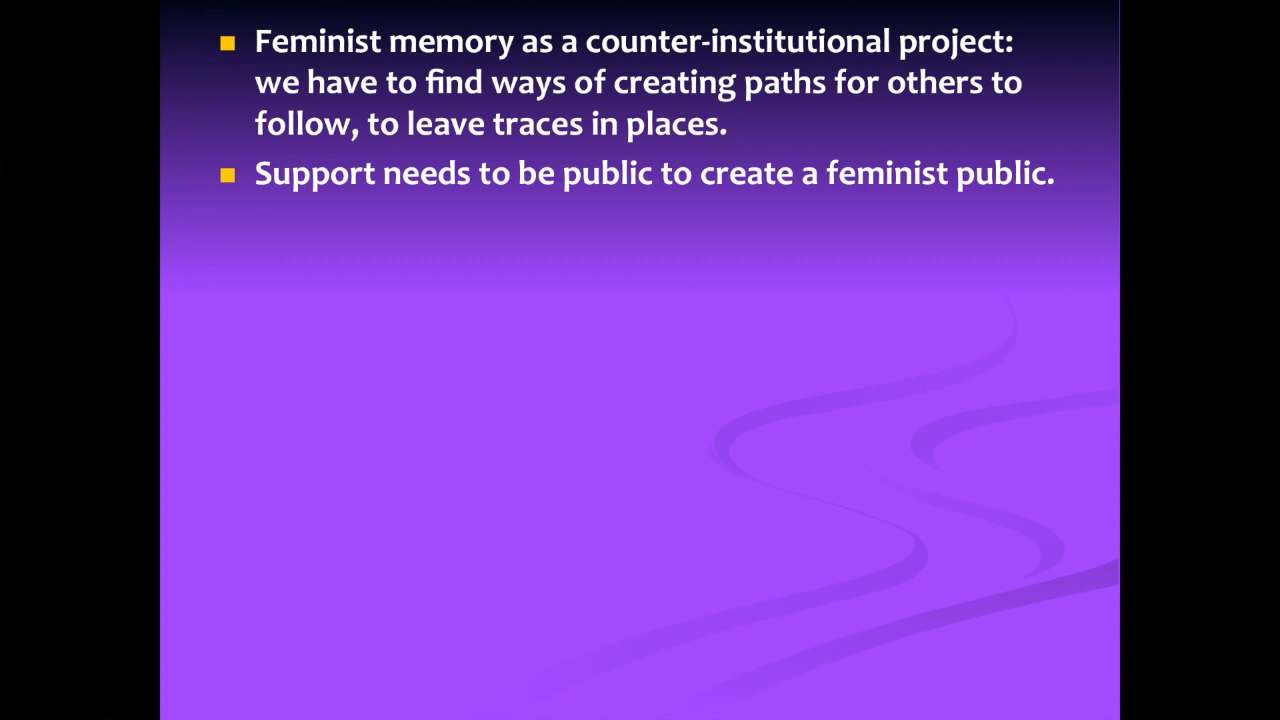 Feminist memory as a counter-institutional project:
we have to find ways of creating paths for others to
follow, to leave traces in places.
Support needs to be public to create a feminist public.